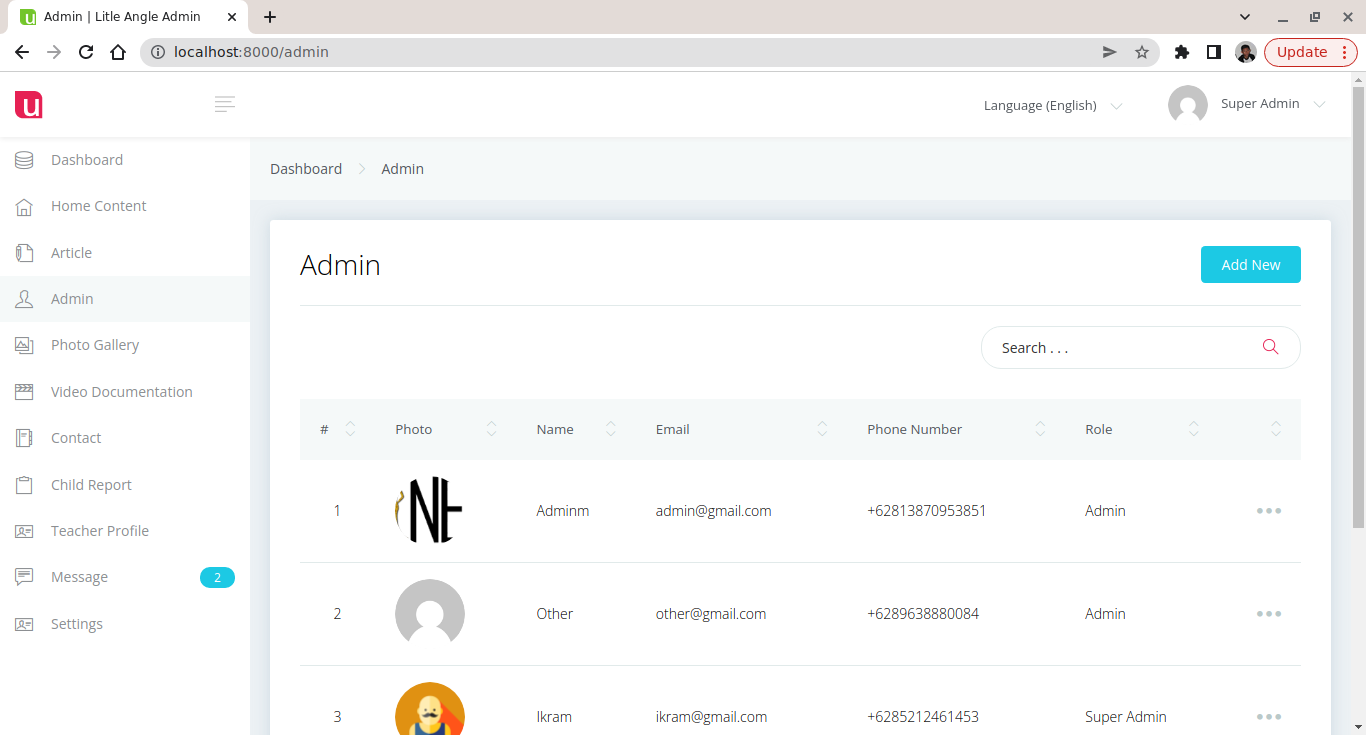 Admin | Litle Angle Admin
localhost:8000/admin
Update
u
Language (English)
Super Admin
Dashboard
Home Content
Article
Admin
Photo Gallery
Video Documentation
Contact
Child Report
Teacher Profile
Message 2
Settings
Dashboard Admin
Admin
Add New
Search . . .
# Photo Name Email Phone Number Role
1 NH Adminm admin@gmail.com +62813870953851 Admin
2 Other other@gmail.com +6289638880084 Admin
3 Ikram ikram@gmail.com +6285212461453 Super Admin